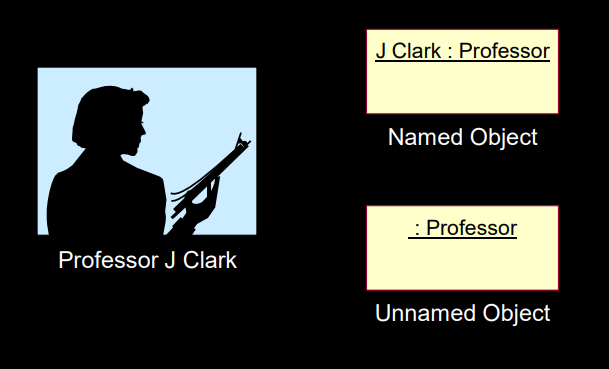 J Clark : Professor
Named Object
Professor J Clark
: Professor
Unnamed Object